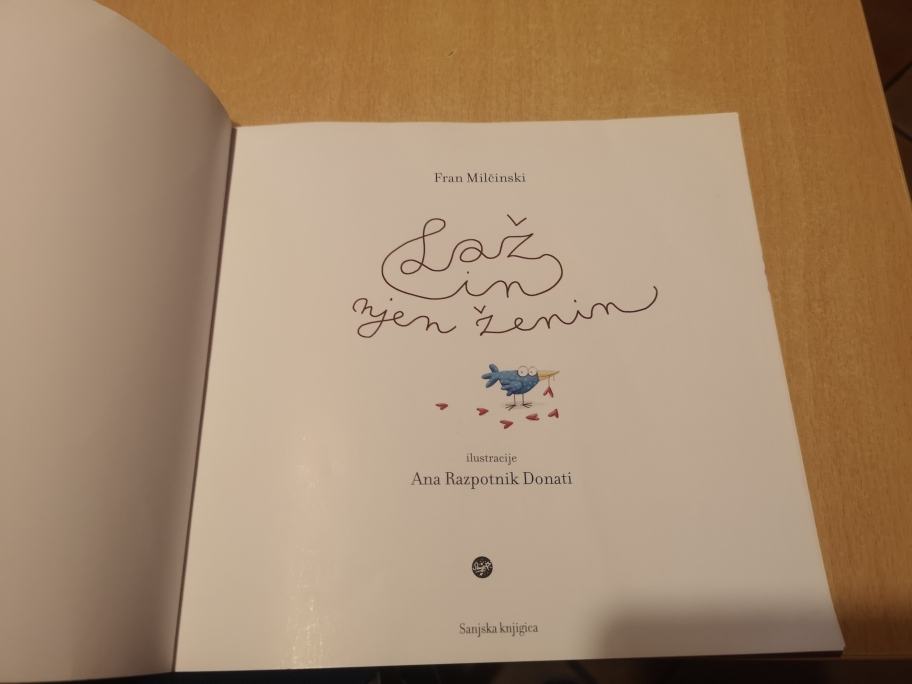 Fran Milčinski
Laž
in
njen ženin
ilustracije
Ana Razpotnik Donati
Sanjska knjigica